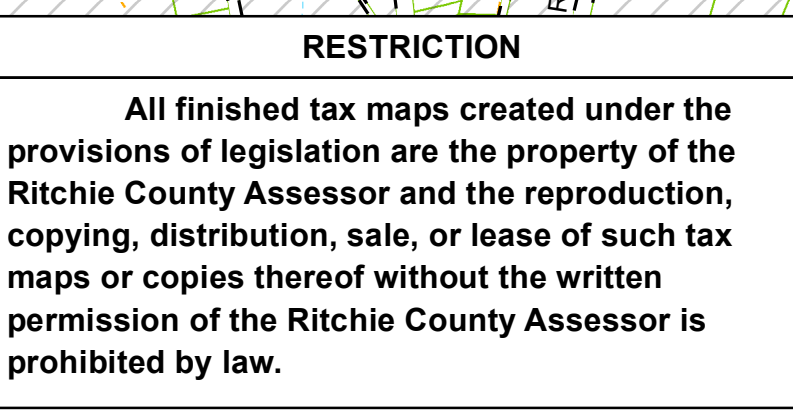 RESTRICTION
All finished tax maps created under the
provisions of legislation are the property of the
Ritchie County Assessor and the reproduction,
copying, distribution, sale, or lease of such tax
maps or copies thereof without the written
permission of the Ritchie County Assessor is
prohibited by law.